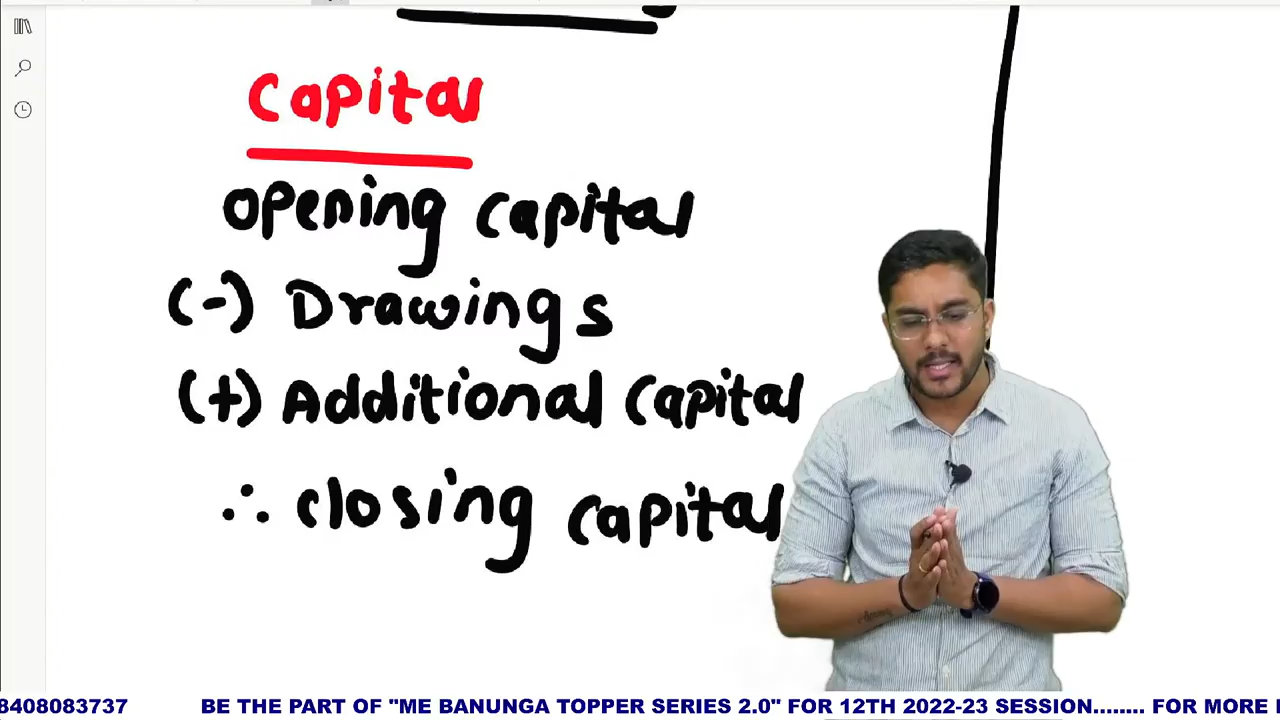 Capital
opening capital
(-) Drawings
(+) Additional Capital
∴ closing capital
8408083737 BE THE PART OF "ME BANUNGA TOPPER SERIES 2.0" FOR 12TH 2022-23 SESSION........ FOR MORE